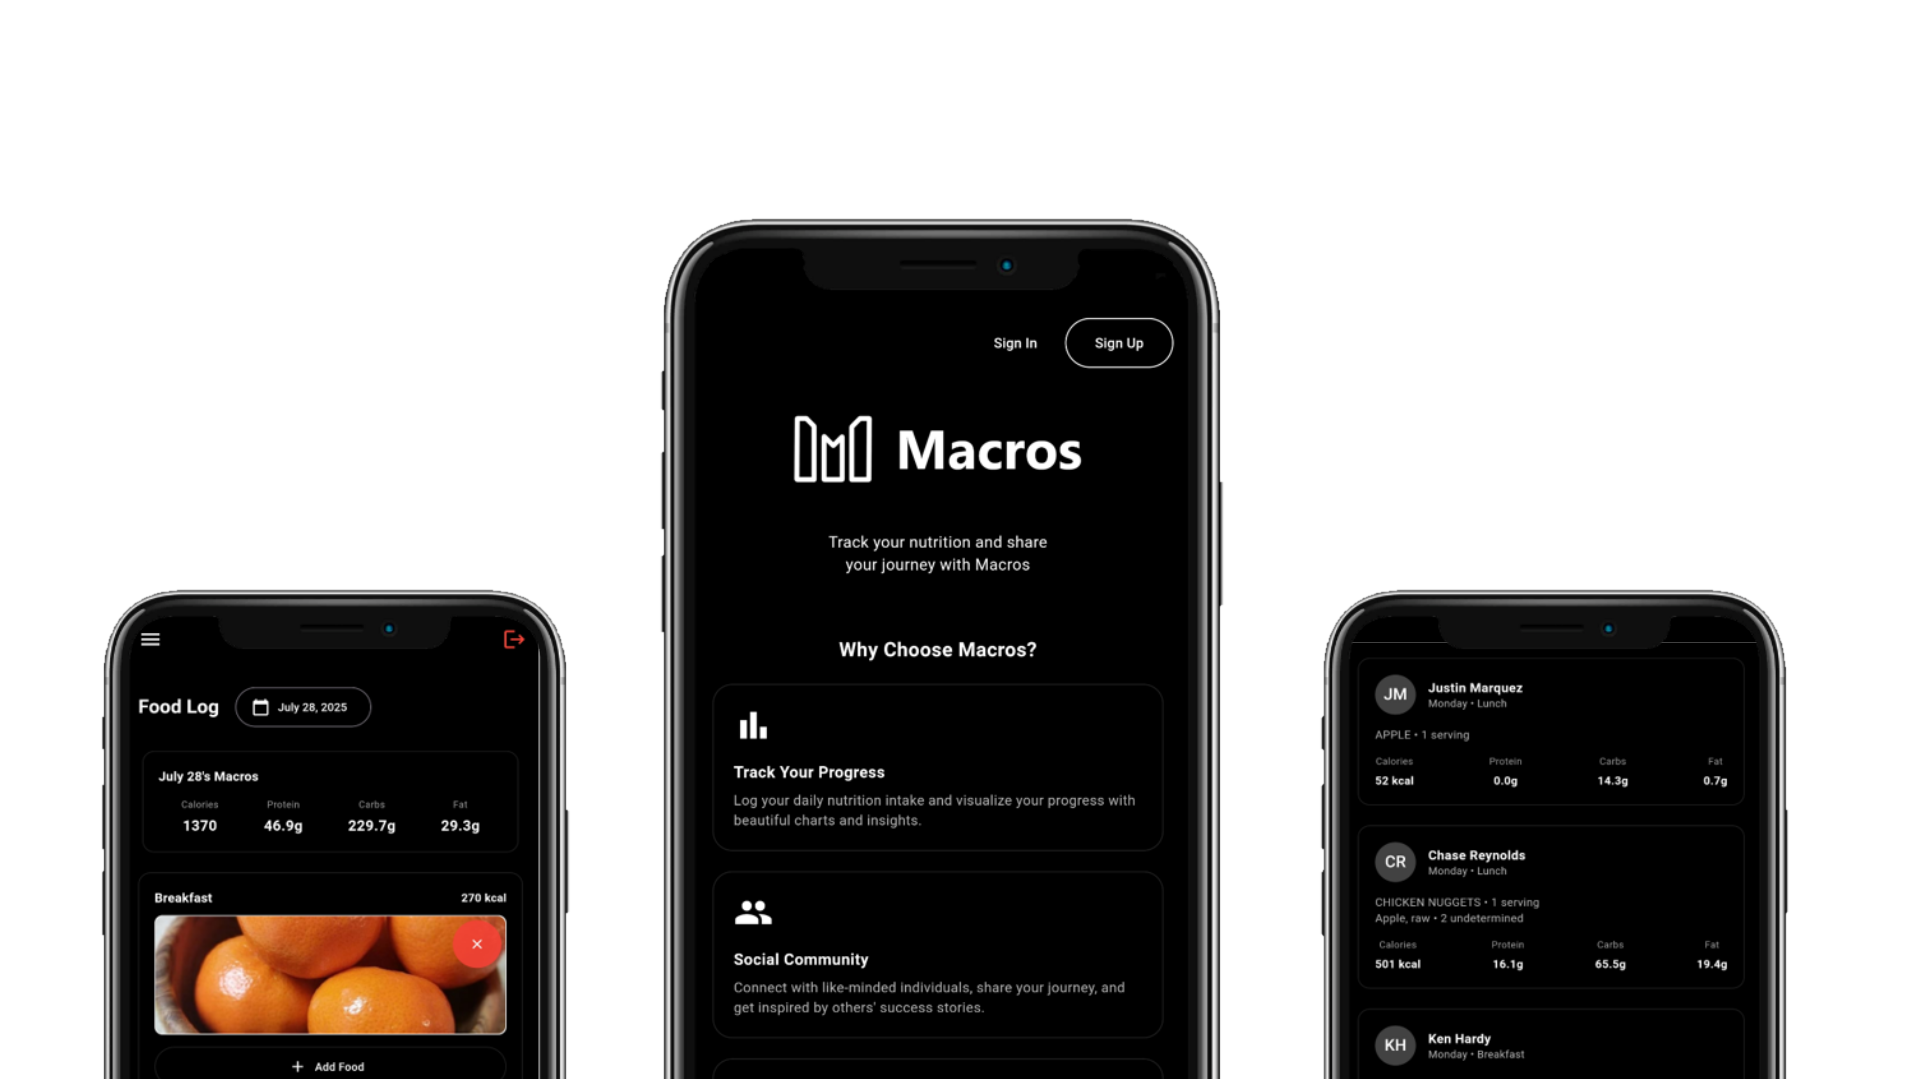 Food Log
July 28, 2025
July 28's Macros
Calories Protein Carbs Fat
1370 46.9g 229.7g 29.3g
Breakfast 270 kcal
+ Add Food
Sign In Sign Up
Macros
Track your nutrition and share
your journey with Macros
Why Choose Macros?
Track Your Progress
Log your daily nutrition intake and visualize your progress with
beautiful charts and insights.
Social Community
Connect with like-minded individuals, share your journey, and
get inspired by others' success stories.
JM Justin Marquez
Monday • Lunch
APPLE • 1 serving
Calories Protein Carbs Fat
52 kcal 0.0g 14.3g 0.7g
CR Chase Reynolds
Monday • Lunch
CHICKEN NUGGETS • 1 serving
Apple, raw • 2 undetermined
Calories Protein Carbs Fat
501 kcal 16.1g 65.5g 19.4g
KH Ken Hardy
Monday • Breakfast